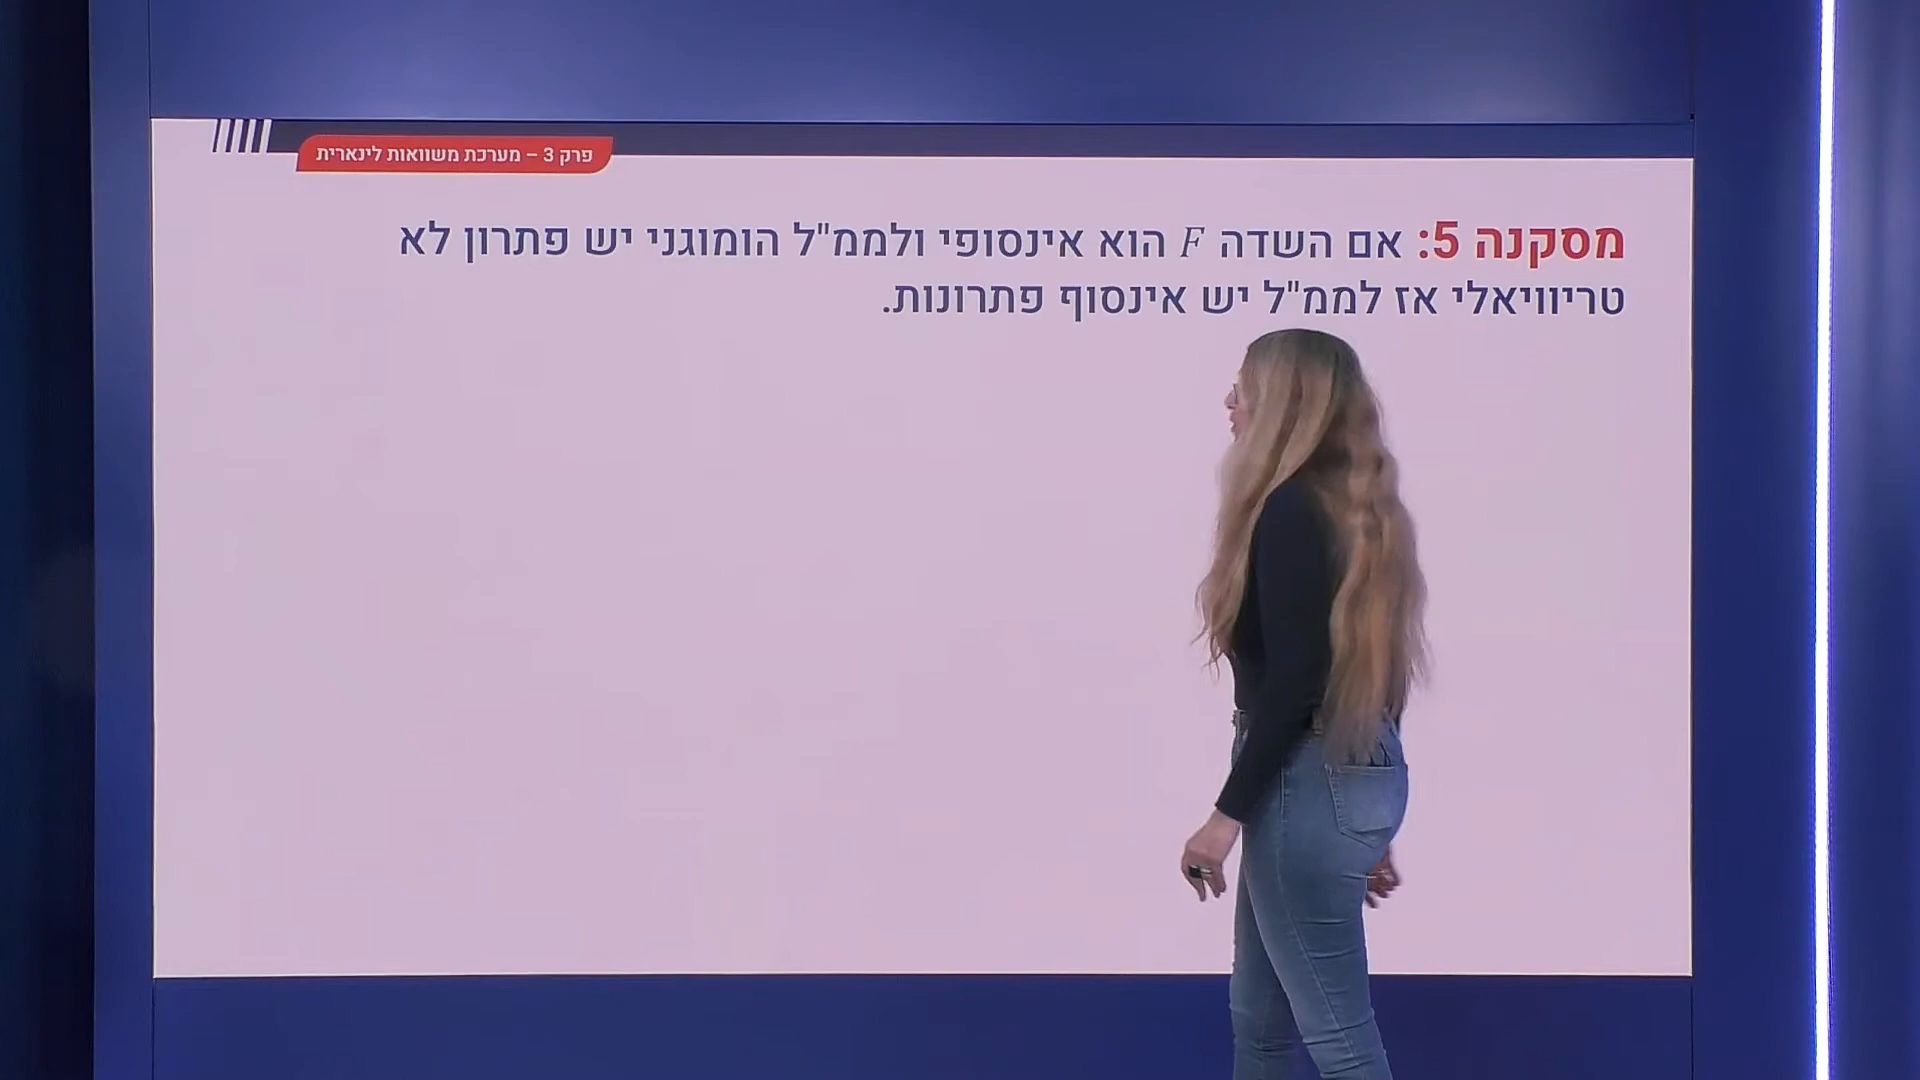 פרק 3 – מערכת משוואות לינארית
מסקנה 5: אם השדה F הוא אינסופי ולממ"ל הומוגני יש פתרון לא
טריוויאלי אז לממ"ל יש אינסוף פתרונות.